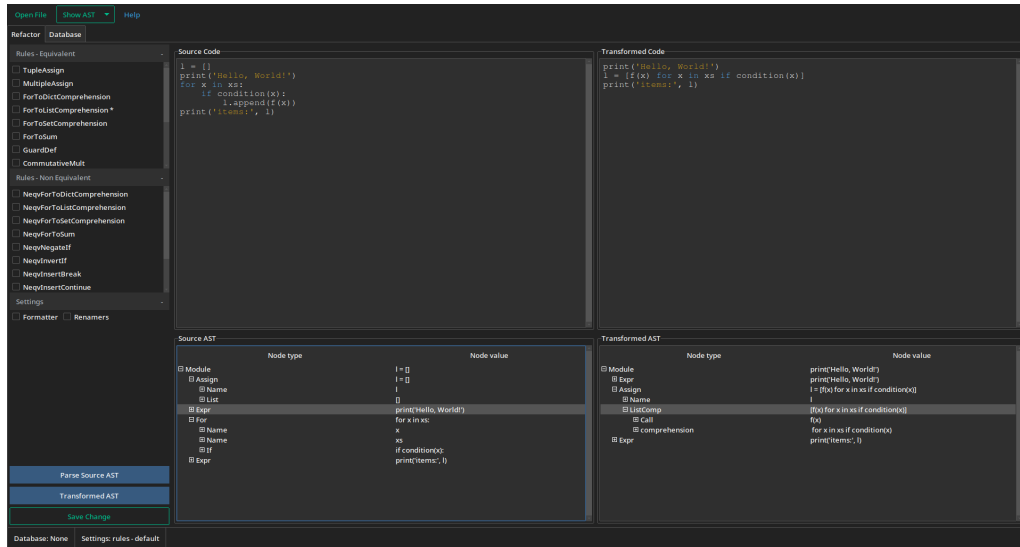 Open File Show AST Help
Refactor Database
Rules - Equivalent -
TupleAssign
MultipleAssign
ForToDictComprehension
ForToListComprehension *
ForToSetComprehension
ForToSum
GuardDef
CommutativeMult
Rules - Non Equivalent -
NeqvForToDictComprehension
NeqvForToListComprehension
NeqvForToSetComprehension
NeqvForToSum
NeqvNegateIf
NeqvInvertIf
NeqvInsertBreak
NeqvInsertContinue
Settings -
Formatter Renamers
Parse Source AST
Transformed AST
Save Change
Source Code
l = []
print('Hello, World!')
for x in xs:
    if condition(x):
        l.append(f(x))
print('items:', l)
Transformed Code
print('Hello, World!')
l = [f(x) for x in xs if condition(x)]
print('items:', l)
Source AST
Node type Node value
Module l = []
Assign l = []
Name l
List []
Expr print('Hello, World!')
For for x in xs:
Name x
Name xs
If if condition(x):
Expr print('items:', l)
Transformed AST
Node type Node value
Module print('Hello, World!')
Expr print('Hello, World!')
Assign l = [f(x) for x in xs if condition(x)]
Name l
ListComp [f(x) for x in xs if condition(x)]
Call f(x)
comprehension for x in xs if condition(x)
Expr print('items:', l)
Database: None Settings: rules - default